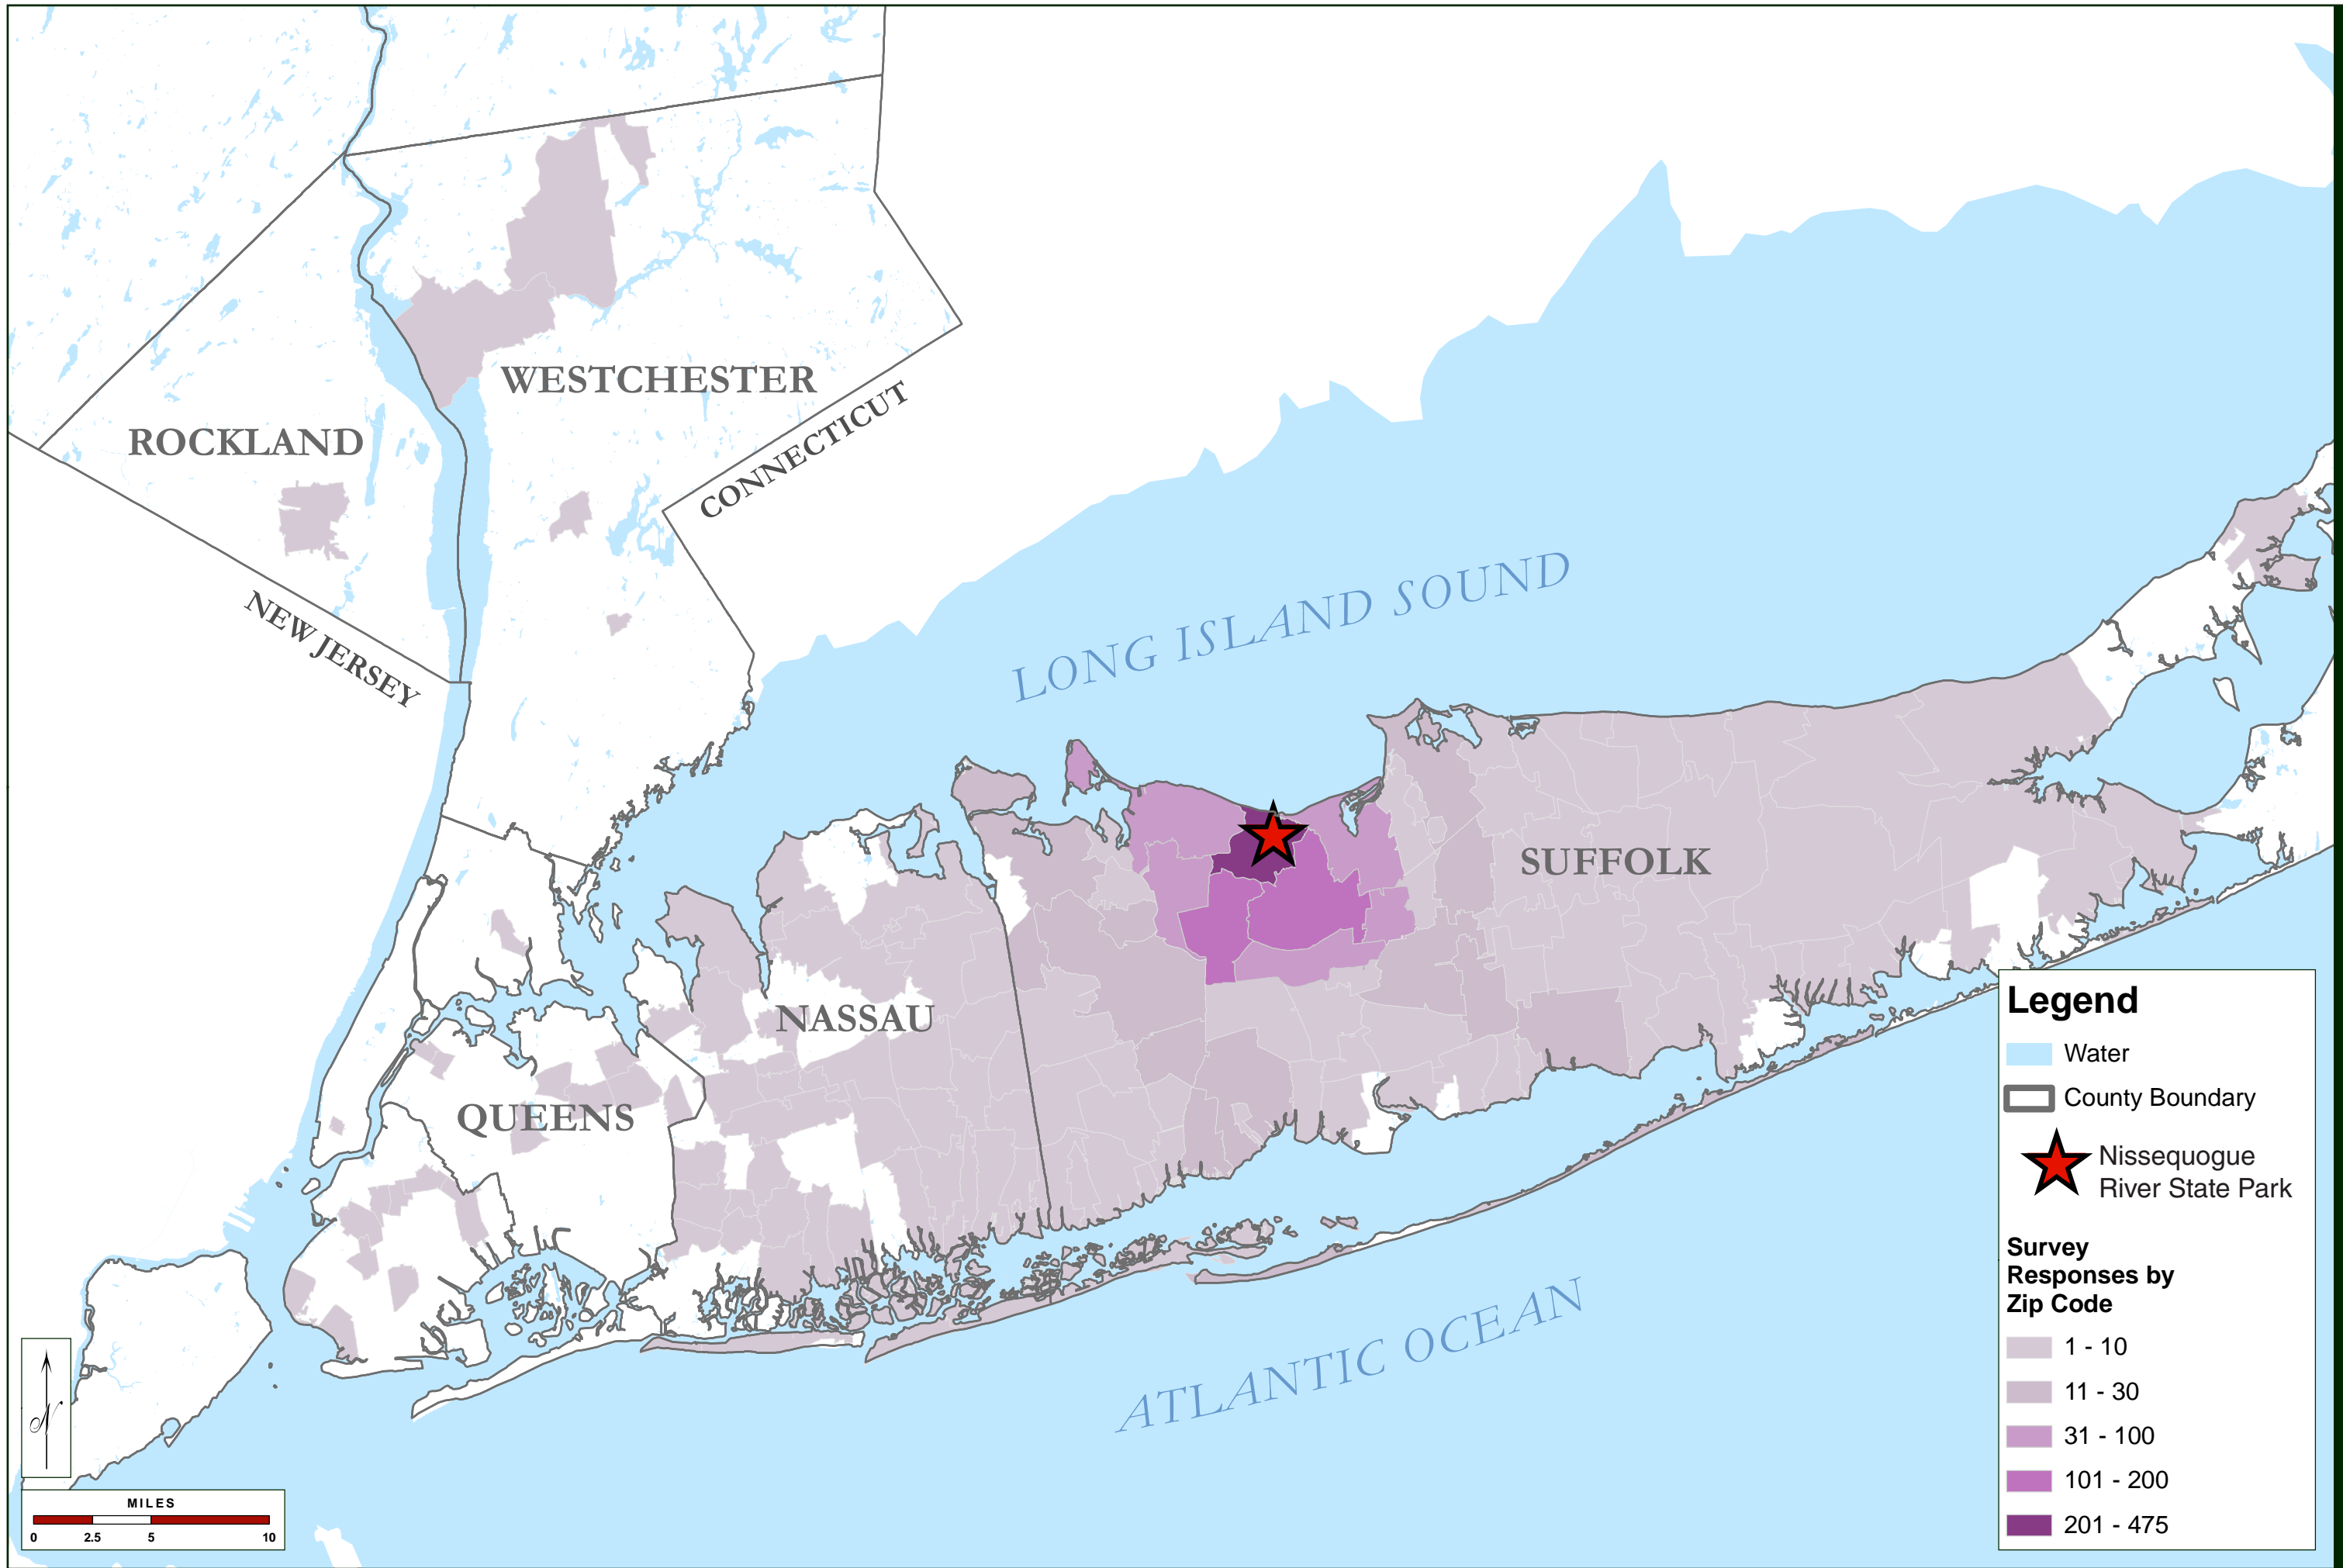 WESTCHESTER
ROCKLAND
CONNECTICUT
NEW JERSEY
LONG ISLAND SOUND
SUFFOLK
NASSAU
QUEENS
ATLANTIC OCEAN
Legend
Water
County Boundary
Nissequogue
River State Park
Survey
Responses by
Zip Code
1 - 10
11 - 30
31 - 100
101 - 200
201 - 475
N
MILES
0 2.5 5 10